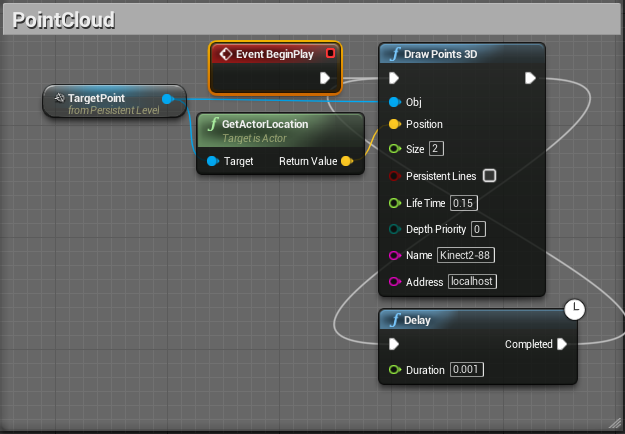 PointCloud
Event BeginPlay
TargetPoint
from Persistent Level
GetActorLocation
Target is Actor
Target
Return Value
Draw Points 3D
Obj
Position
Size 2
Persistent Lines
Life Time 0.15
Depth Priority 0
Name Kinect2-88
Address localhost
Delay
Completed
Duration 0.001